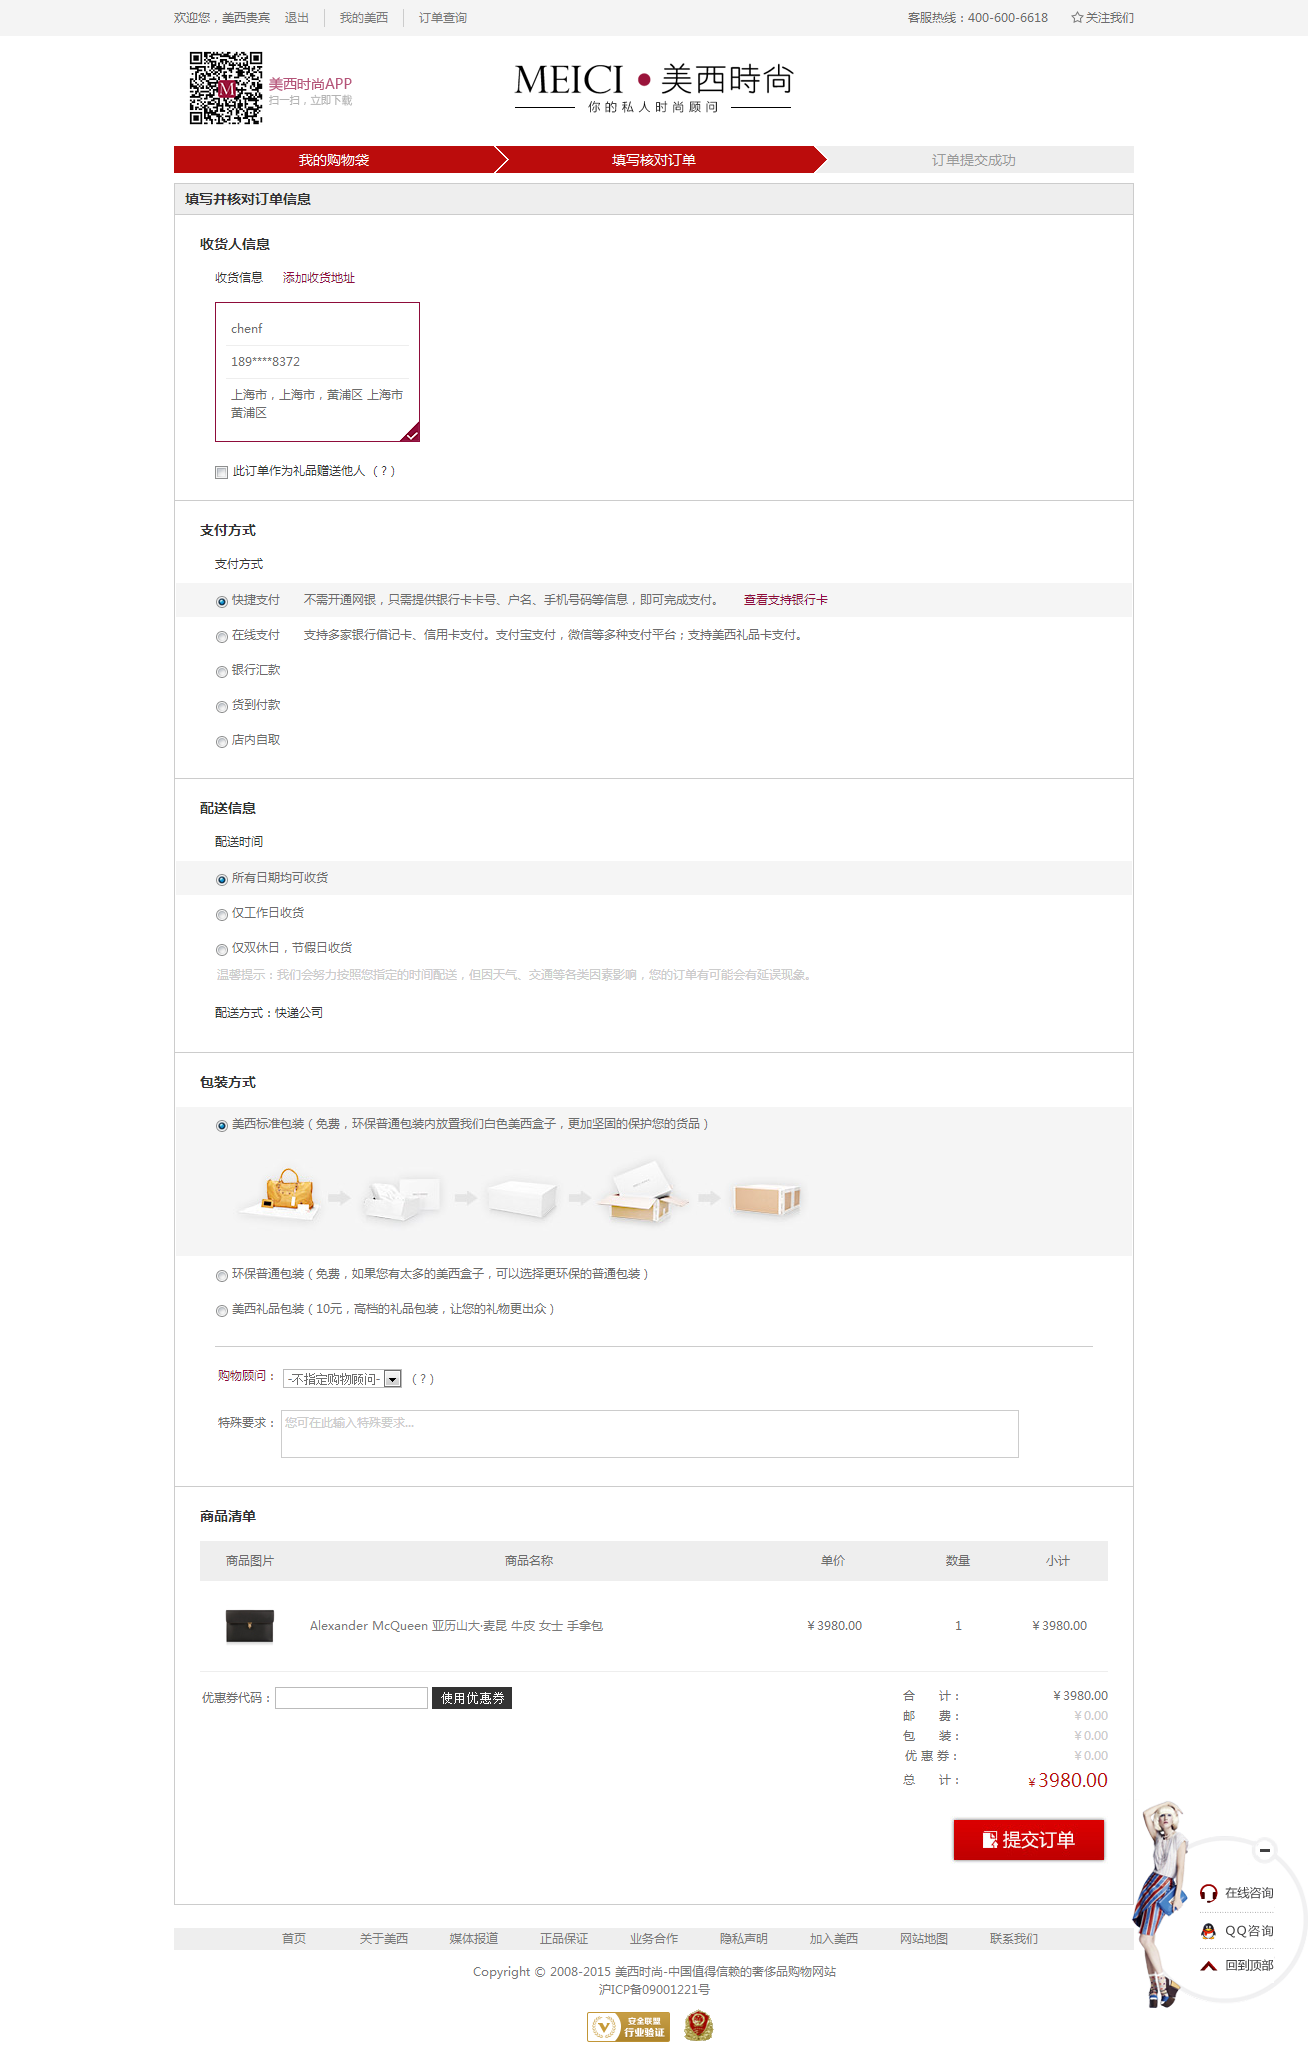 欢迎您，美西贵宾 退出 我的美西 订单查询 客服热线：400-600-6618 关注我们
美西时尚APP
扫一扫，立即下载
M
MEICI·美西時尚
你的私人时尚顾问
我的购物袋 填写核对订单 订单提交成功
填写并核对订单信息
收货人信息
收货信息 添加收货地址
chenf
189****8372
上海市，上海市，黄浦区 上海市
黄浦区
此订单作为礼品赠送他人（?）
支付方式
支付方式
快捷支付 不需开通网银，只需提供银行卡卡号、户名、手机号码等信息，即可完成支付。 查看支持银行卡
在线支付 支持多家银行借记卡、信用卡支付。支付宝支付，微信等多种支付平台；支持美西礼品卡支付。
银行汇款
货到付款
店内自取
配送信息
配送时间
所有日期均可收货
仅工作日收货
仅双休日，节假日收货
温馨提示：我们会努力按照您指定的时间配送，但因天气、交通等各类因素影响，您的订单有可能会有延误现象。
配送方式：快递公司
包装方式
美西标准包装（免费，环保普通包装内放置我们白色美西盒子，更加坚固的保护您的货品）
环保普通包装（免费，如果您有太多的美西盒子，可以选择更环保的普通包装）
美西礼品包装（10元，高档的礼品包装，让您的礼物更出众）
购物顾问： -不指定购物顾问- （?）
特殊要求： 您可在此输入特殊要求...
商品清单
商品图片 商品名称 单价 数量 小计
Alexander McQueen 亚历山大·麦昆 牛皮 女士 手拿包 ￥3980.00 1 ￥3980.00
优惠券代码： 使用优惠券
合 计： ￥3980.00
邮 费： ￥0.00
包 装： ￥0.00
优 惠 券： ￥0.00
总 计： ￥3980.00
提交订单
在线咨询
QQ咨询
回到顶部
首页 关于美西 媒体报道 正品保证 业务合作 隐私声明 加入美西 网站地图 联系我们
Copyright © 2008-2015 美西时尚-中国值得信赖的奢侈品购物网站
沪ICP备09001221号
安全联盟
行业验证